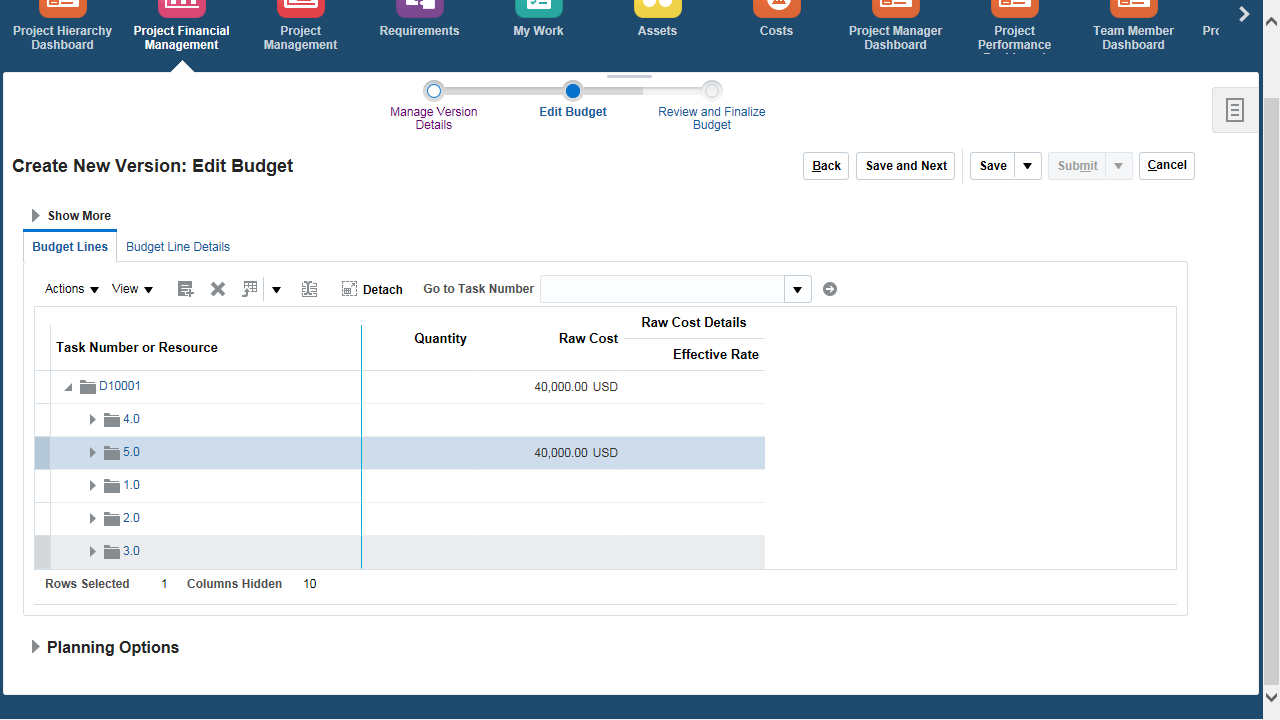 Project Hierarchy
Dashboard
Project Financial
Management
Project
Management
Requirements
My Work
Assets
Costs
Project Manager
Dashboard
Project
Performance
Team Member
Dashboard
Manage Version
Details
Edit Budget
Review and Finalize
Budget
Create New Version: Edit Budget
Back
Save and Next
Save
Submit
Cancel
Show More
Budget Lines
Budget Line Details
Actions
View
Detach
Go to Task Number
Task Number or Resource
Quantity
Raw Cost
Raw Cost Details
Effective Rate
D10001 40,000.00 USD
4.0
5.0 40,000.00 USD
1.0
2.0
3.0
Rows Selected 1 Columns Hidden 10
Planning Options